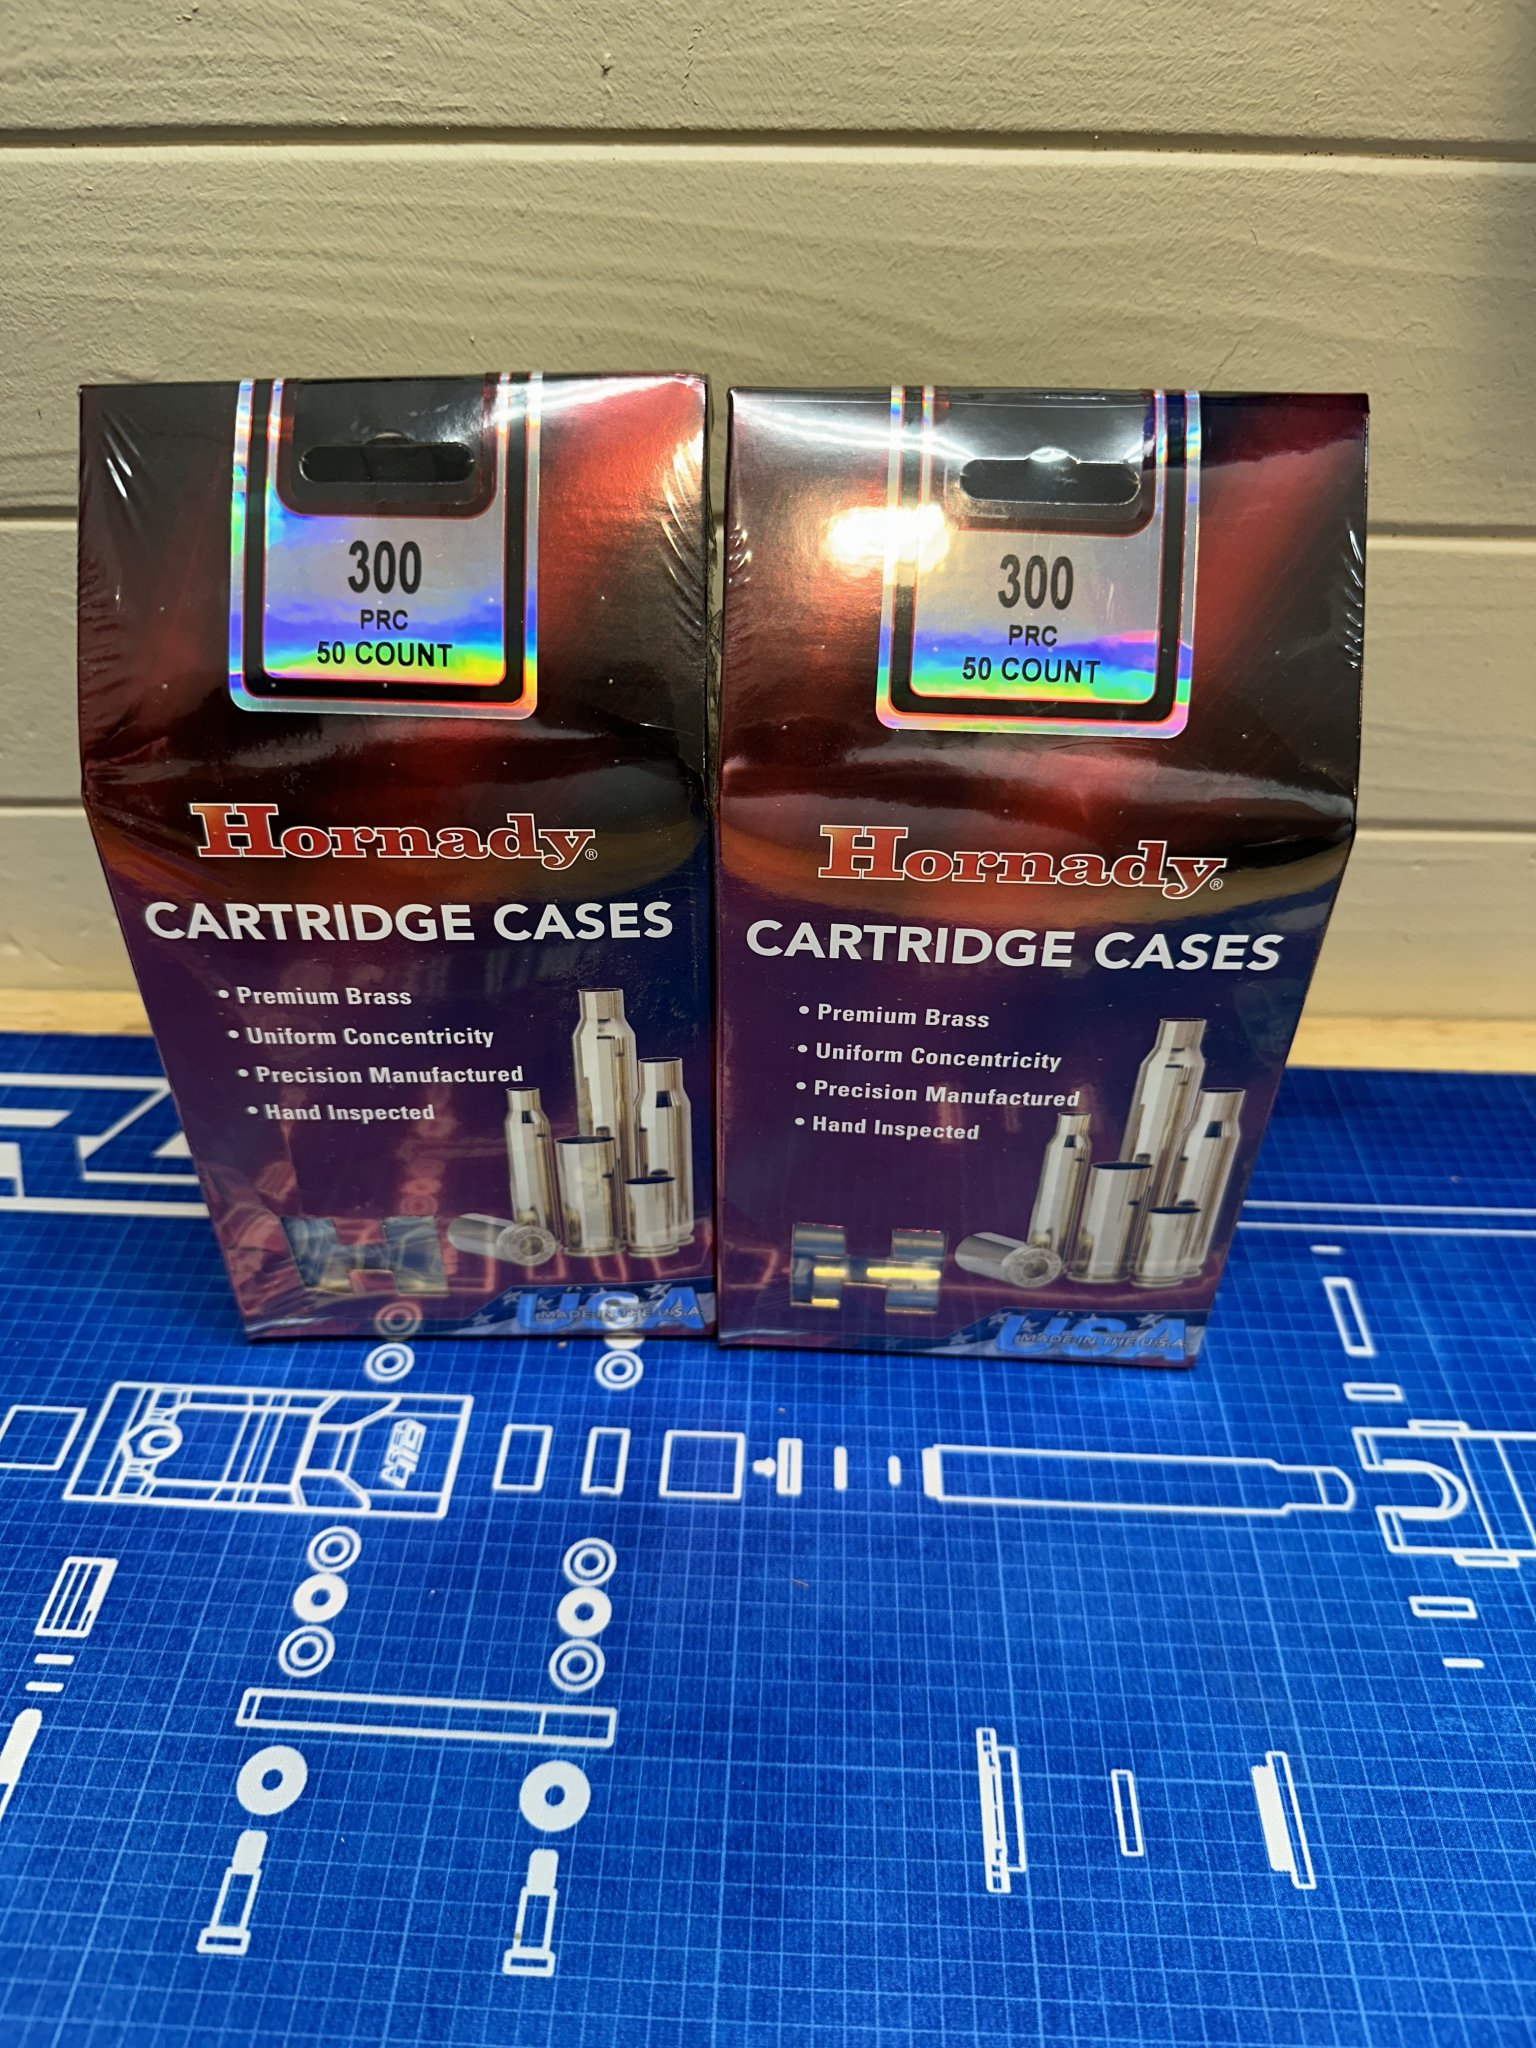 300
PRC
50 COUNT
Hornady®
CARTRIDGE CASES
• Premium Brass
• Uniform Concentricity
• Precision Manufactured
• Hand Inspected
USA
MADE IN THE U.S.A.
300
PRC
50 COUNT
Hornady®
CARTRIDGE CASES
• Premium Brass
• Uniform Concentricity
• Precision Manufactured
• Hand Inspected
USA
MADE IN THE U.S.A.
AREA
419